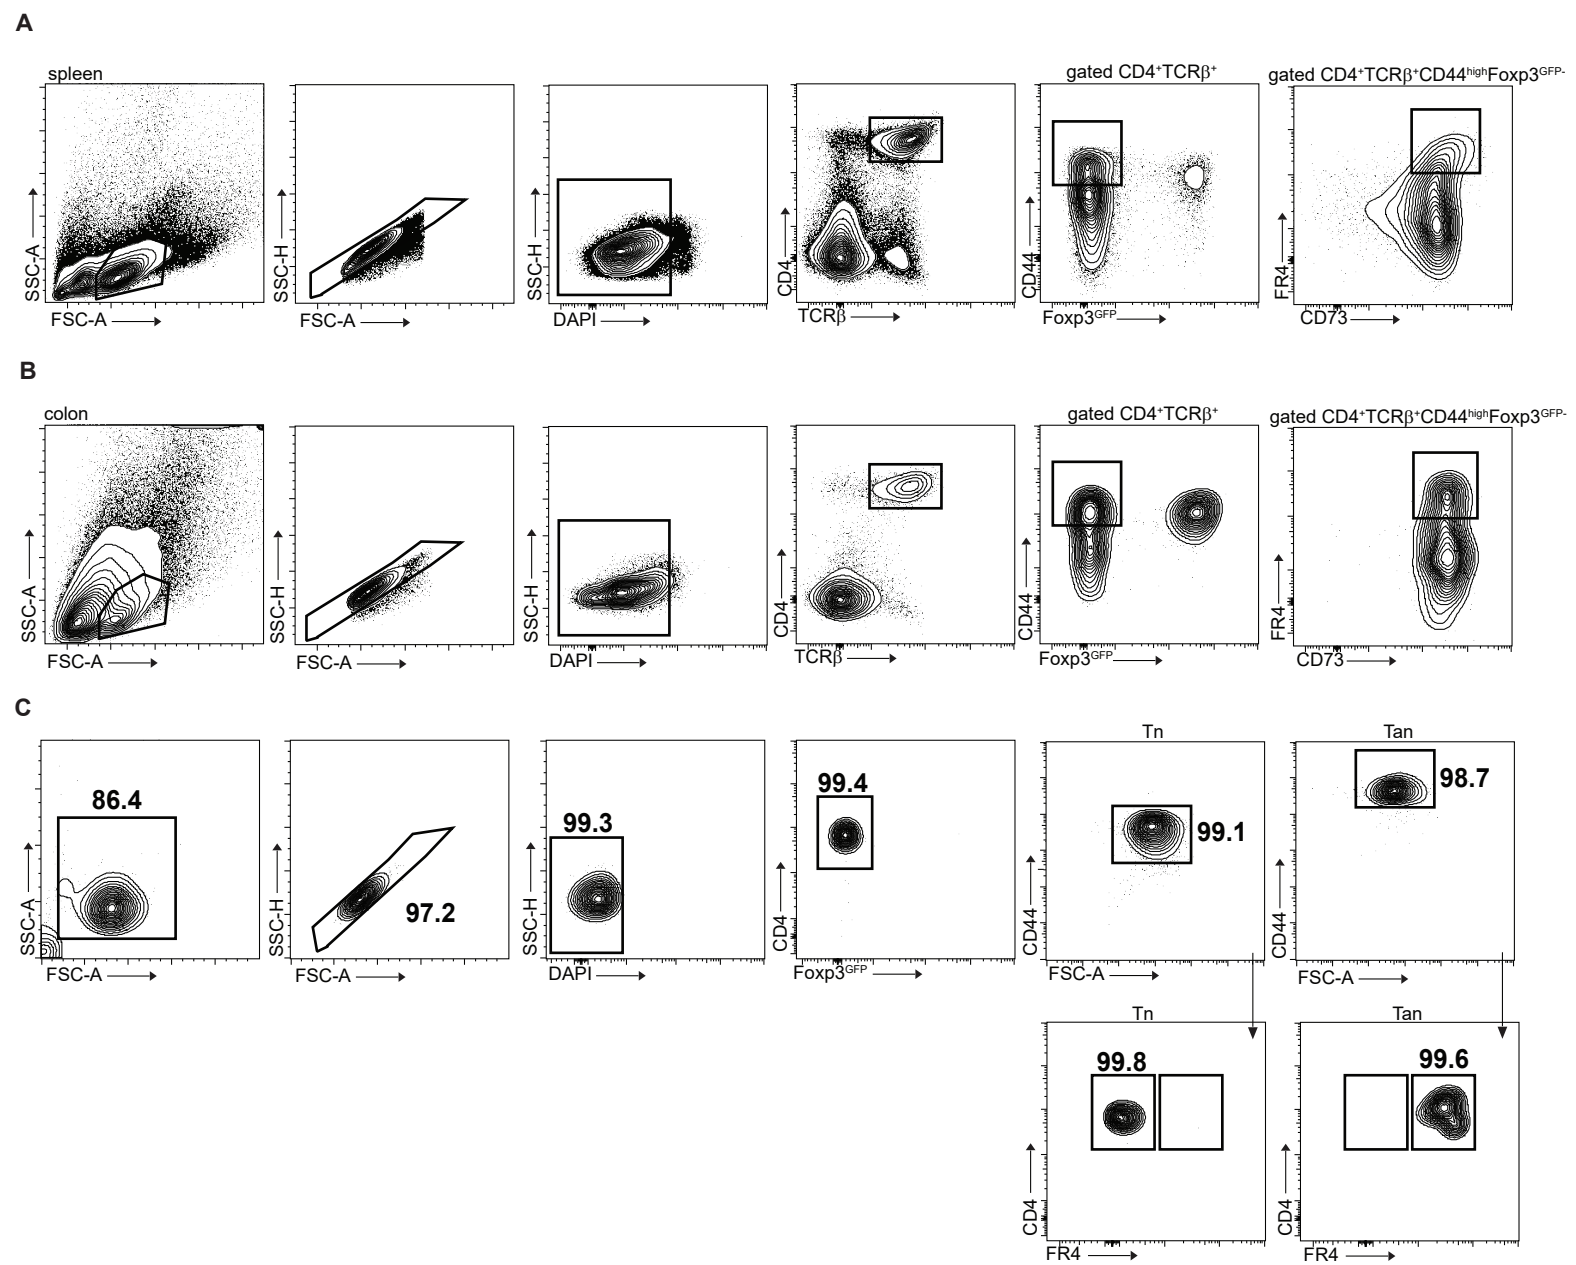 A
spleen
gated CD4⁺TCRβ⁺
gated CD4⁺TCRβ⁺CD44ʰⁱᵍʰFoxp3ᴳᶠᴾ⁻
SSC-A
FSC-A
SSC-H
FSC-A
SSC-H
DAPI
CD4
TCRβ
CD44
Foxp3ᴳᶠᴾ
FR4
CD73
B
colon
gated CD4⁺TCRβ⁺
gated CD4⁺TCRβ⁺CD44ʰⁱᵍʰFoxp3ᴳᶠᴾ⁻
SSC-A
FSC-A
SSC-H
FSC-A
SSC-H
DAPI
CD4
TCRβ
CD44
Foxp3ᴳᶠᴾ
FR4
CD73
C
86.4
SSC-A
FSC-A
97.2
SSC-H
FSC-A
99.3
SSC-H
DAPI
99.4
CD4
Foxp3ᴳᶠᴾ
Tn
99.1
CD44
FSC-A
Tan
98.7
CD44
FSC-A
Tn
99.8
CD4
FR4
Tan
99.6
CD4
FR4